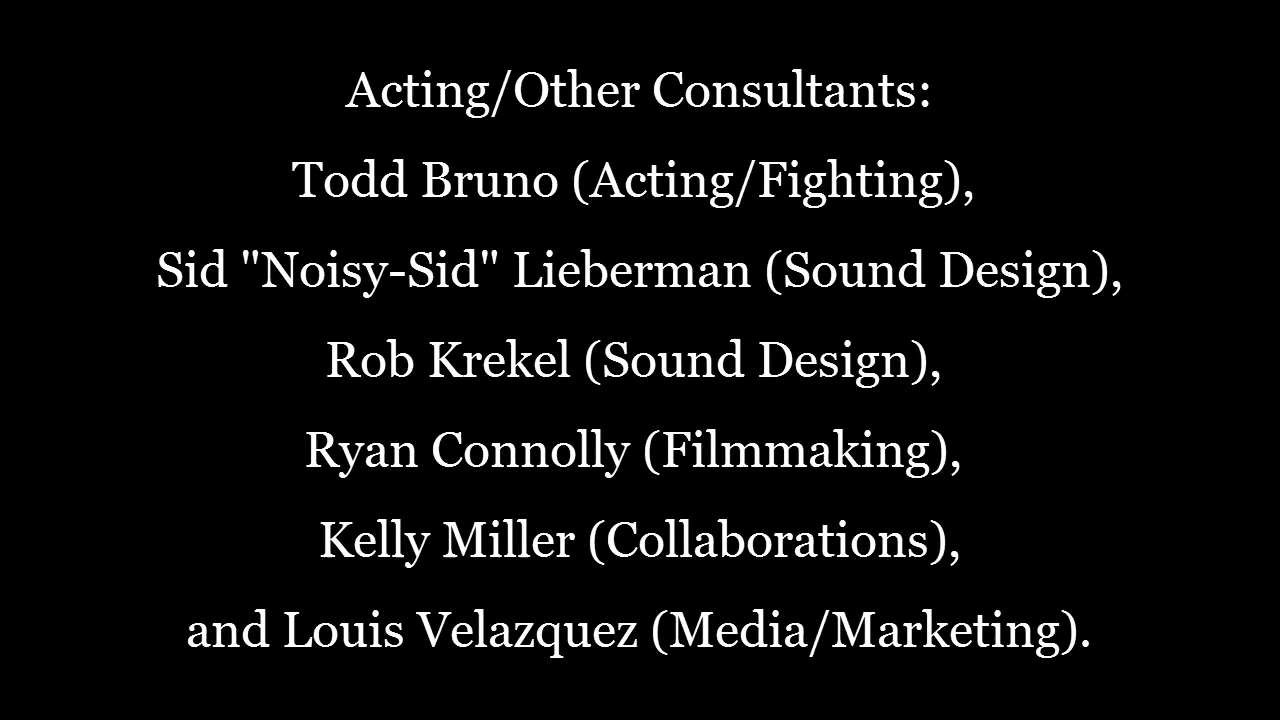 Acting/Other Consultants:
Todd Bruno (Acting/Fighting),
Sid "Noisy-Sid" Lieberman (Sound Design),
Rob Krekel (Sound Design),
Ryan Connolly (Filmmaking),
Kelly Miller (Collaborations),
and Louis Velazquez (Media/Marketing).